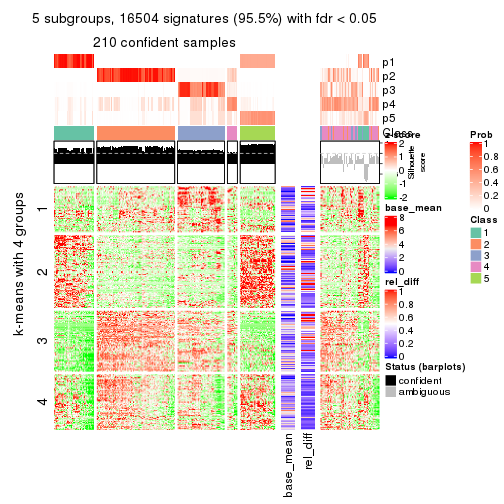 5 subgroups, 16504 signatures (95.5%) with fdr < 0.05
210 confident samples
p1
p2
p3
p4
p5
Class
z-score
2
1
0
-1
-2
Silhouette
score
k-means with 4 groups
1
2
3
4
base_mean
8
6
4
2
0
rel_diff
1
0.8
0.6
0.4
0.2
0
Status (barplots)
confident
ambiguous
Prob
1
0.8
0.6
0.4
0.2
0
Class
1
2
3
4
5
base_mean
rel_diff